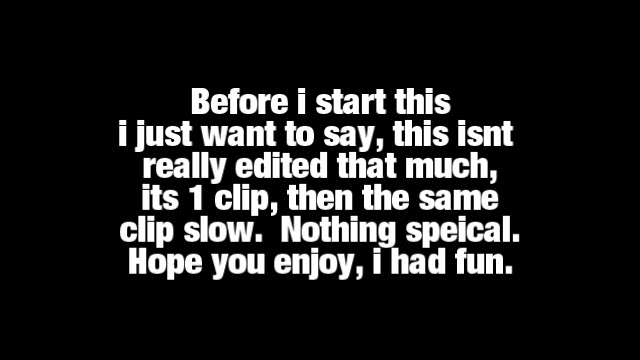 Before i start this
i just want to say, this isnt
really edited that much,
its 1 clip, then the same
clip slow.  Nothing speical.
Hope you enjoy, i had fun.